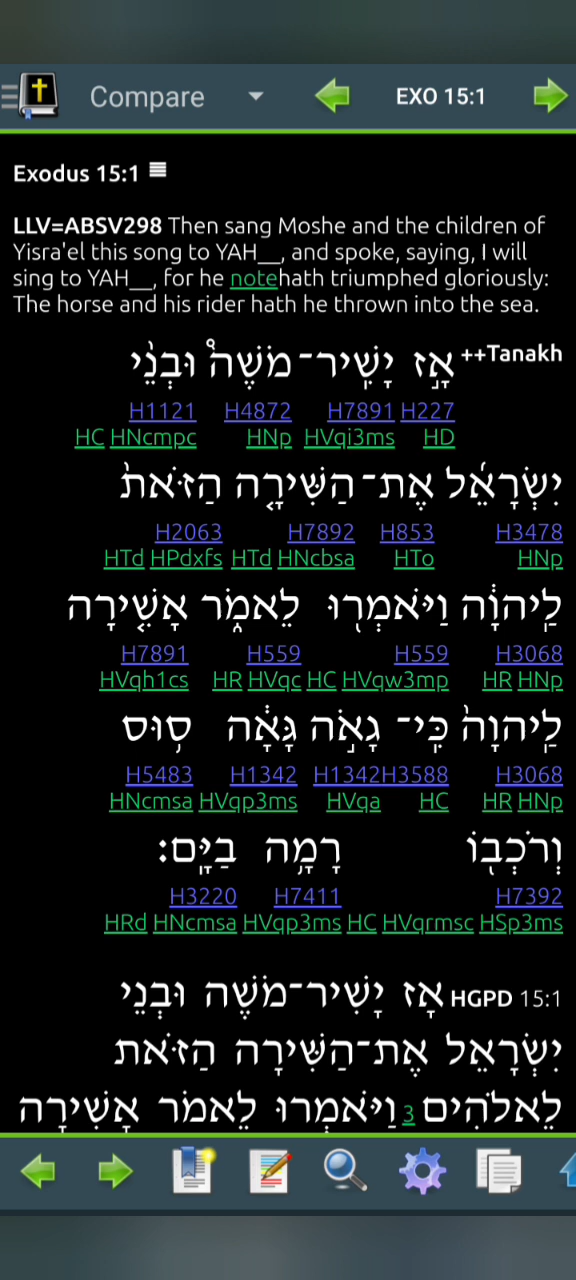 Compare
EXO 15:1
Exodus 15:1
LLV=ABSV298 Then sang Moshe and the children of
Yisra'el this song to YAH__, and spoke, saying, I will
sing to YAH__, for he notehath triumphed gloriously:
The horse and his rider hath he thrown into the sea.
++Tanakh אָ֣ז יָשִֽׁיר־מֹשֶׁה֩ וּבְנֵ֨י
H227 H7891 H4872 H1121
HD HVqi3ms HNp HC HNcmpc
יִשְׂרָאֵ֜ל אֶת־הַשִּׁירָ֤ה הַזֹּאת֙
H3478 H853 H7892 H2063
HNp HTo HTd HNcbsa HTd HPdxfs
לַֽיהוָ֔ה וַיֹּאמְר֖וּ לֵאמֹ֑ר אָשִׁ֤ירָה
H3068 H559 H559 H7891
HR HNp HC HVqw3mp HR HVqc HVqh1cs
לַֽיהוָה֙ כִּֽי־ גָאֹ֣ה גָּאָ֔ה ס֥וּס
H3068 H3588 H1342 H1342 H5483
HR HNp HC HVqa HVqp3ms HNcmsa
וְרֹכְב֖וֹ רָמָ֥ה בַיָּֽם׃
H7392 H7411 H3220
HC HVqrmsc HSp3ms HVqp3ms HRd HNcmsa
HGPD 15:1 אָז יָשִׁיר־מֹשֶׁה וּבְנֵי
יִשְׂרָאֵל אֶת־הַשִּׁירָה הַזֹּאת
לֵאלֹהִים 3 וַיֹּאמְרוּ לֵאמֹר אָשִׁירָה